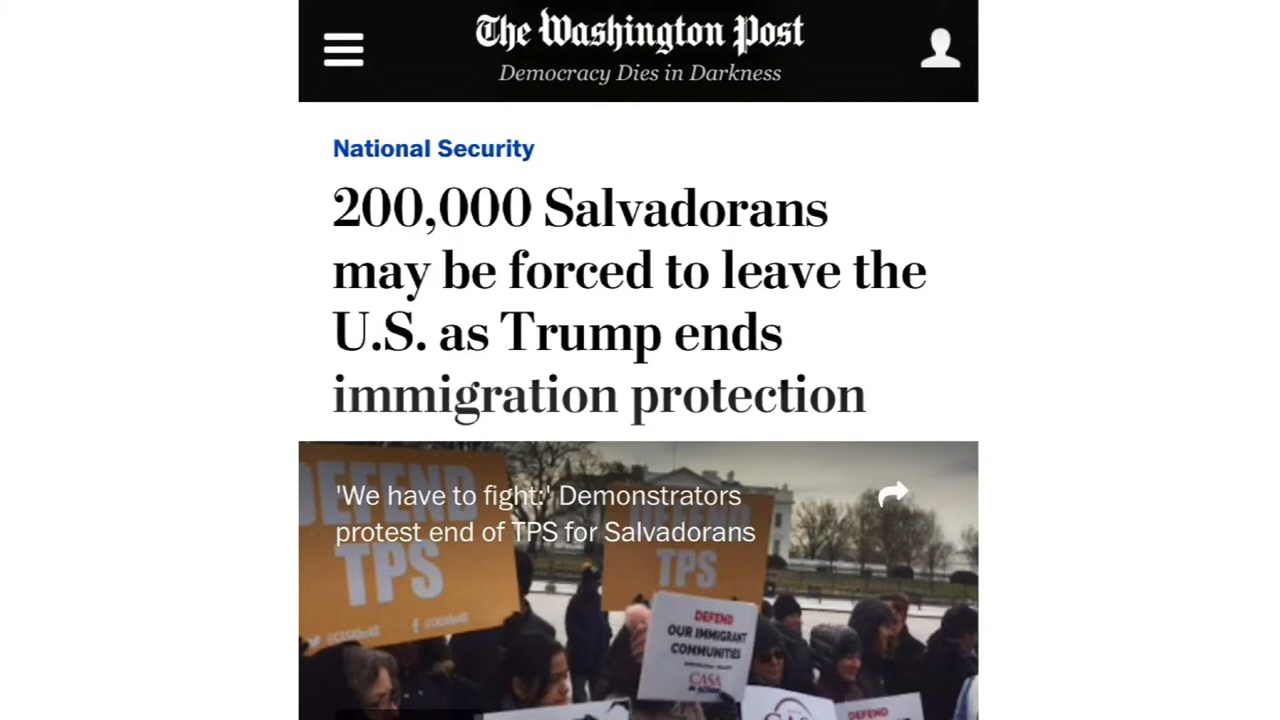 The Washington Post
Democracy Dies in Darkness
National Security
200,000 Salvadorans
may be forced to leave the
U.S. as Trump ends
immigration protection
'We have to fight:' Demonstrators
protest end of TPS for Salvadorans
DEFEND
TPS
DEFEND
TPS
DEFEND
OUR IMMIGRANT
COMMUNITIES
CASA
DEFEND